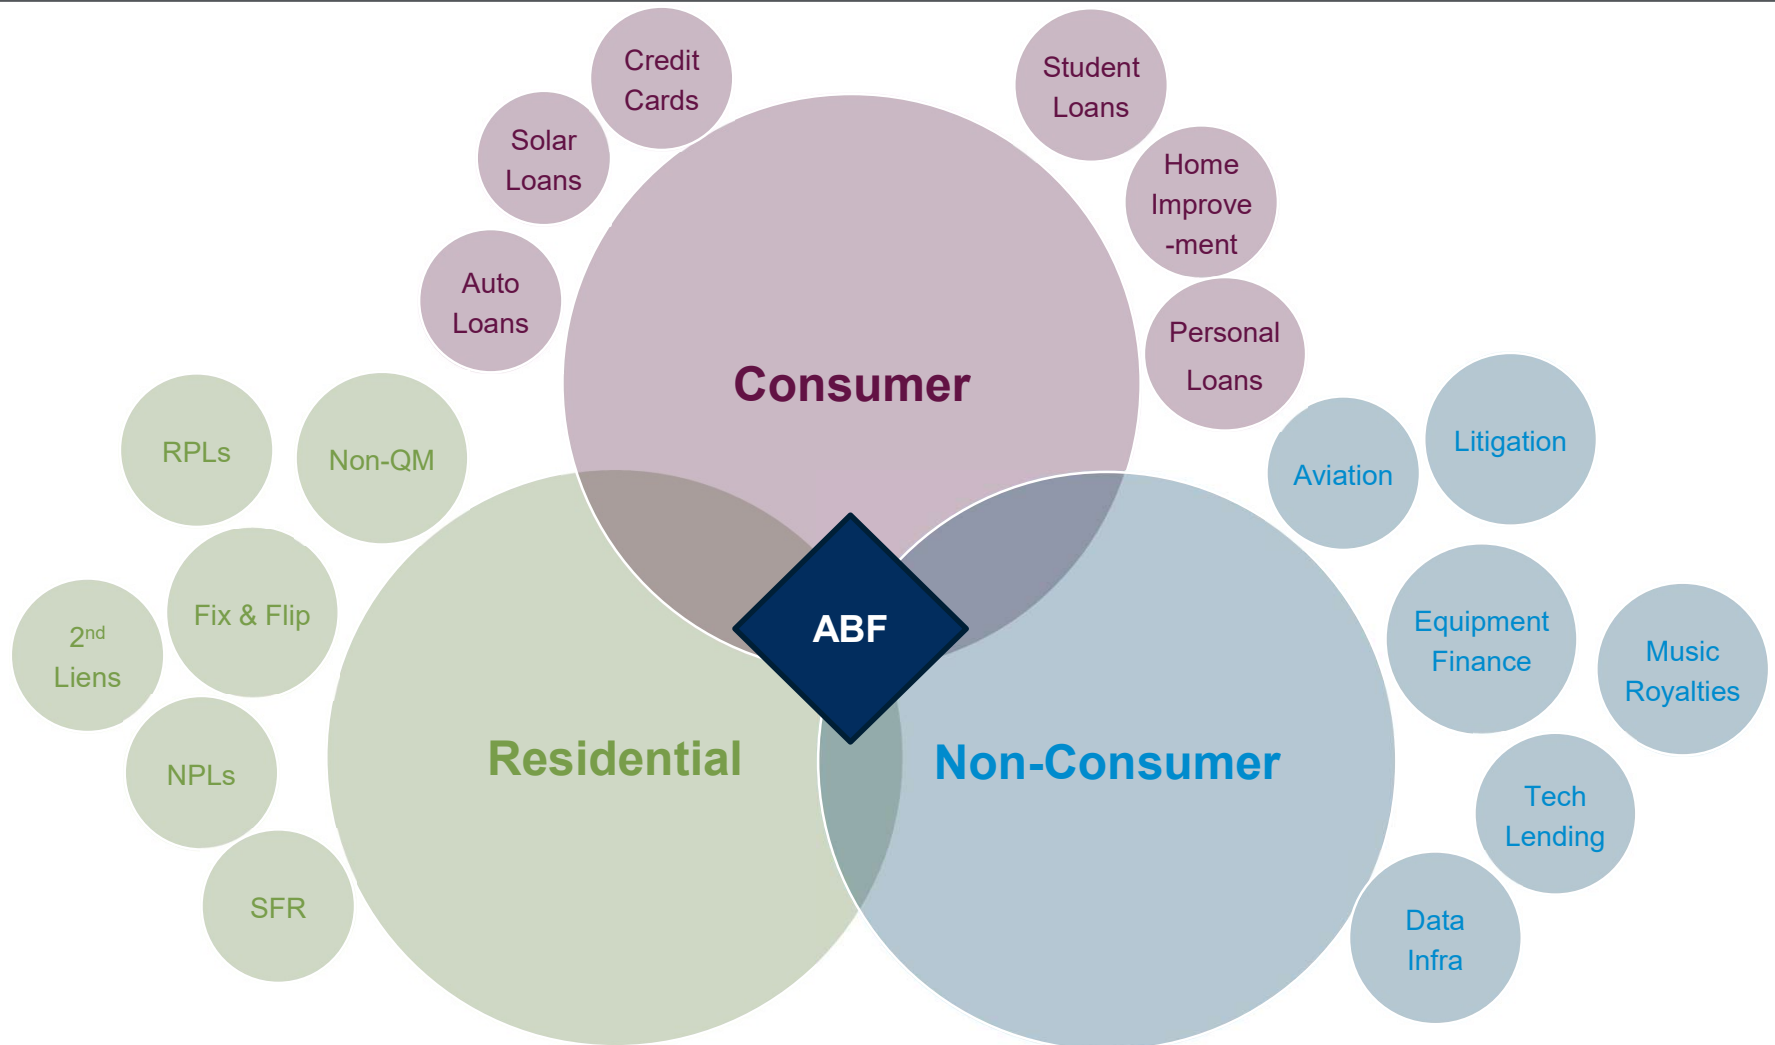 Credit
Cards
Student
Loans
Solar
Loans
Home
Improve
-ment
Auto
Loans
Personal
Loans
Consumer
RPLs
Non-QM
Aviation
Litigation
2nd
Liens
Fix & Flip
ABF
Equipment
Finance
Music
Royalties
NPLs
Residential
Non-Consumer
Tech
Lending
SFR
Data
Infra